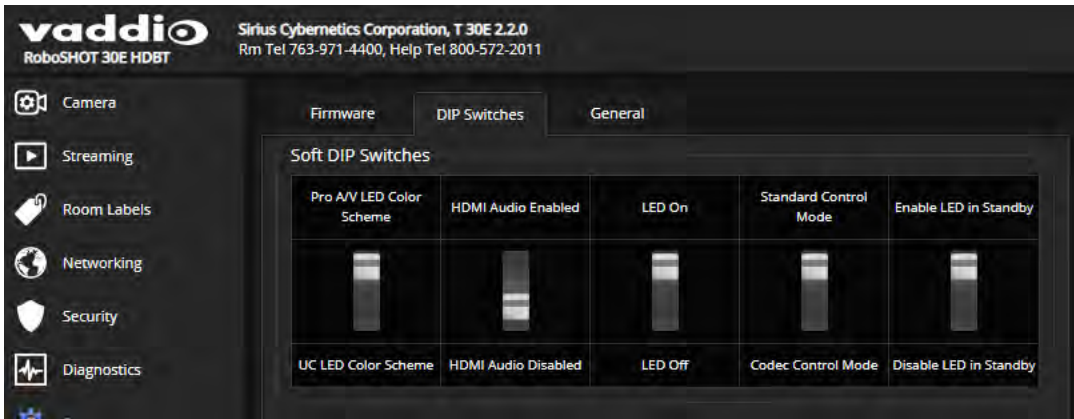 vaddio
RoboSHOT 30E HDBT
Sirius Cybernetics Corporation, T 30E 2.2.0
Rm Tel 763-971-4400, Help Tel 800-572-2011
Camera
Streaming
Room Labels
Networking
Security
Diagnostics
Firmware
DIP Switches
General
Soft DIP Switches
Pro A/V LED Color
Scheme
HDMI Audio Enabled
LED On
Standard Control
Mode
Enable LED in Standby
UC LED Color Scheme
HDMI Audio Disabled
LED Off
Codec Control Mode
Disable LED in Standby